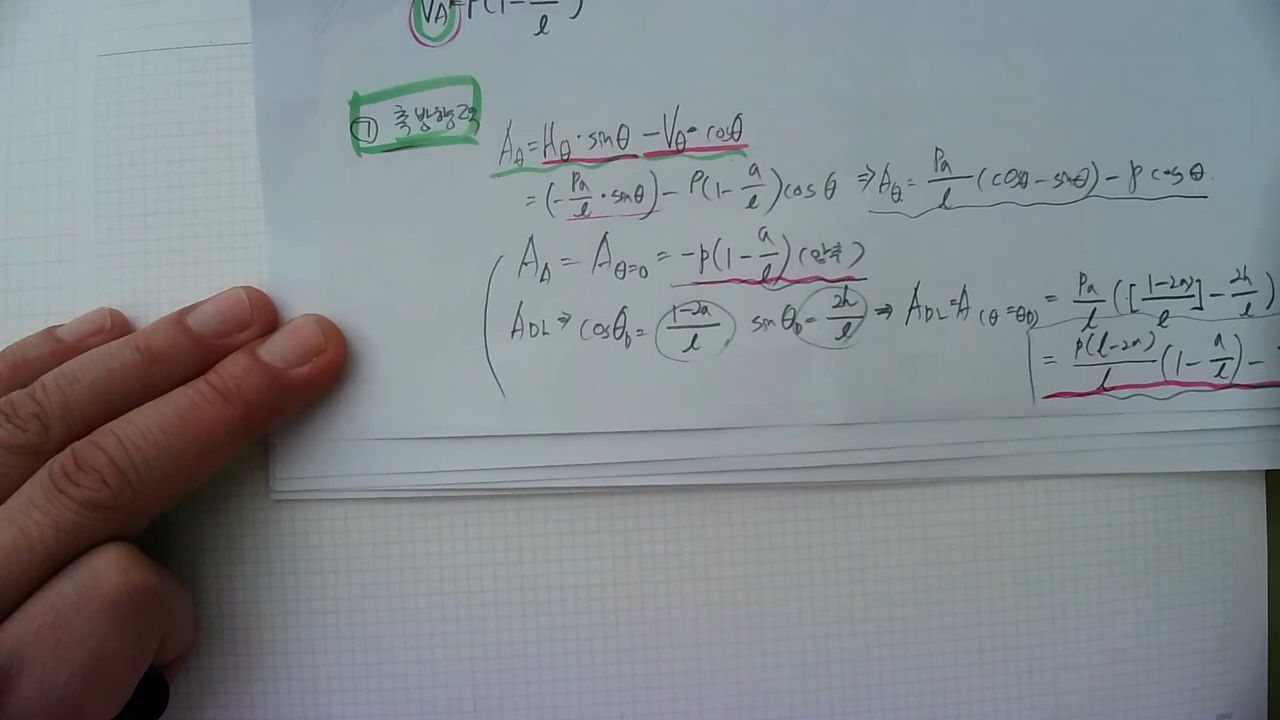 V_A = P(1 - a/l)
⑦ 축방향력
A_θ = H_θ · sinθ - V_θ · cosθ
= (- Pa/l · sinθ) - P(1 - a/l)cosθ ⇒ A_θ = Pa/l (cosθ - sinθ) - P cosθ.
A_A = A_θ=0 = -P(1 - a/l) (압축)
A_DL ⇒ cosθ_D = (l-2a)/l sinθ_D = 2h/l ⇒ A_DL = A(θ=θ_D) = Pa/l ([(l-2a)/l] - 2h/l)
= P(l-2a)/l (1 - a/l) -